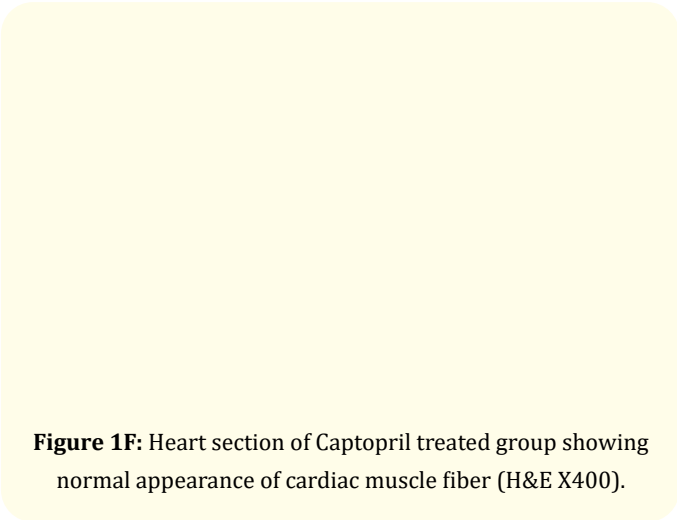 Figure 1F: Heart section of Captopril treated group showing
normal appearance of cardiac muscle fiber (H&E X400).